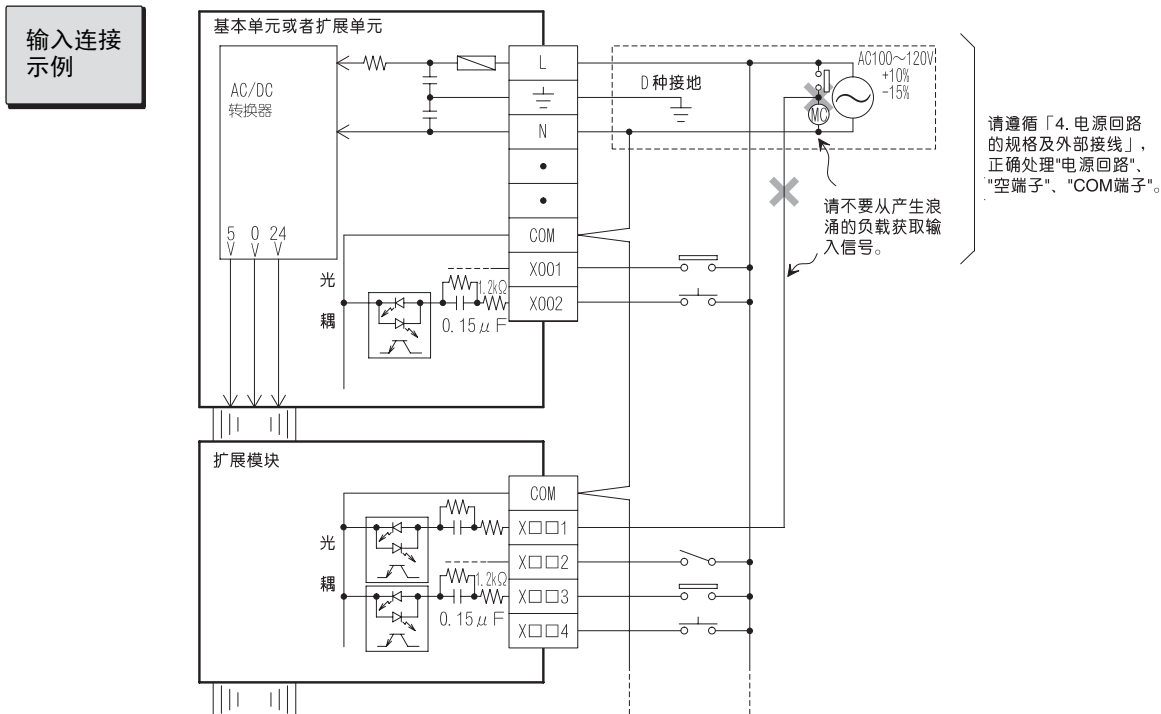 输入连接
示例
基本单元或者扩展单元
AC/DC
转换器
5 0 24
V V V
光
耦
L
N
COM
X001
X002
1.2kΩ
0.15μF
D种接地
AC100～120V
+10%
-15%
MC
请不要从产生浪
涌的负载获取输
入信号。
请遵循「4.电源回路
的规格及外部接线」，
正确处理"电源回路"、
"空端子"、"COM端子"。
扩展模块
光
耦
COM
X□□1
X□□2
X□□3
X□□4
1.2kΩ
0.15μF